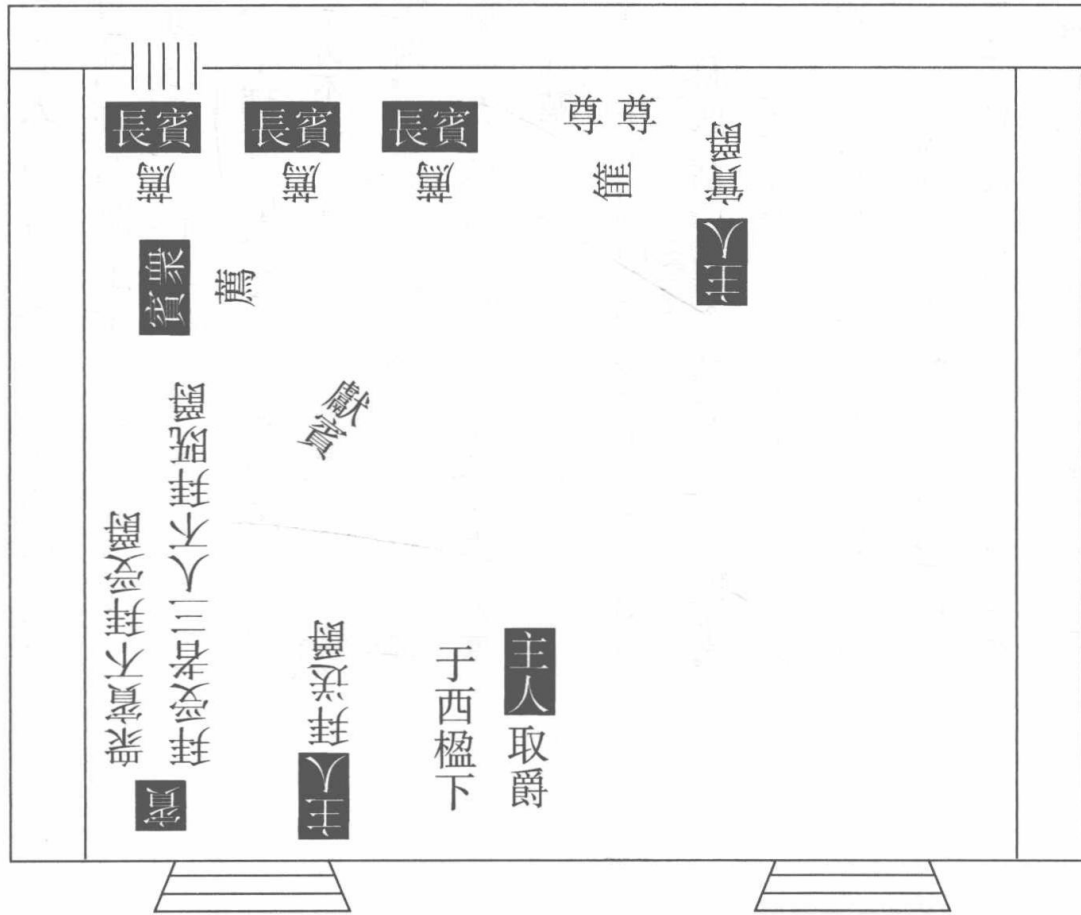 賓長
賓長
賓長
薦
薦
薦
尊 尊
篚
主人實爵
衆賓
薦
獻賓
主人取爵
于西楹下
主人拜送爵
賓
拜受者三人不拜既爵
衆賓不拜受爵